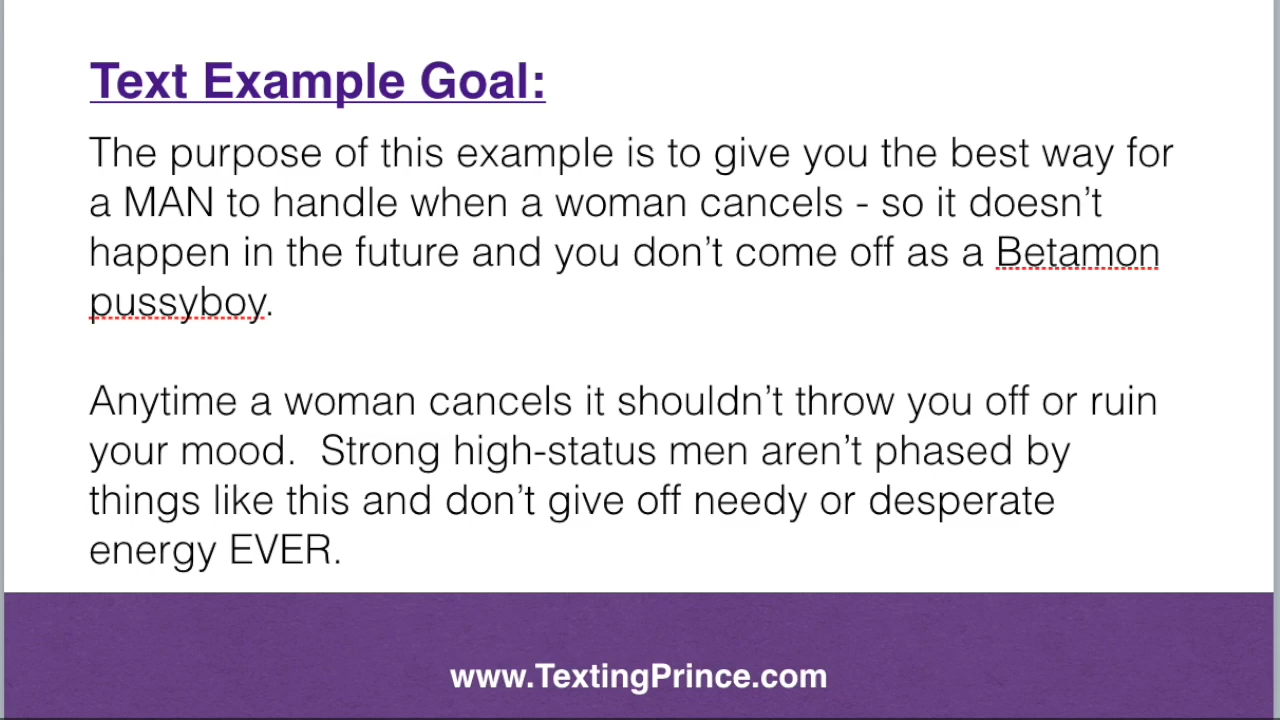 Text Example Goal:
The purpose of this example is to give you the best way for
a MAN to handle when a woman cancels - so it doesn’t
happen in the future and you don’t come off as a Betamon
pussyboy.
Anytime a woman cancels it shouldn’t throw you off or ruin
your mood.  Strong high-status men aren’t phased by
things like this and don’t give off needy or desperate
energy EVER.
www.TextingPrince.com